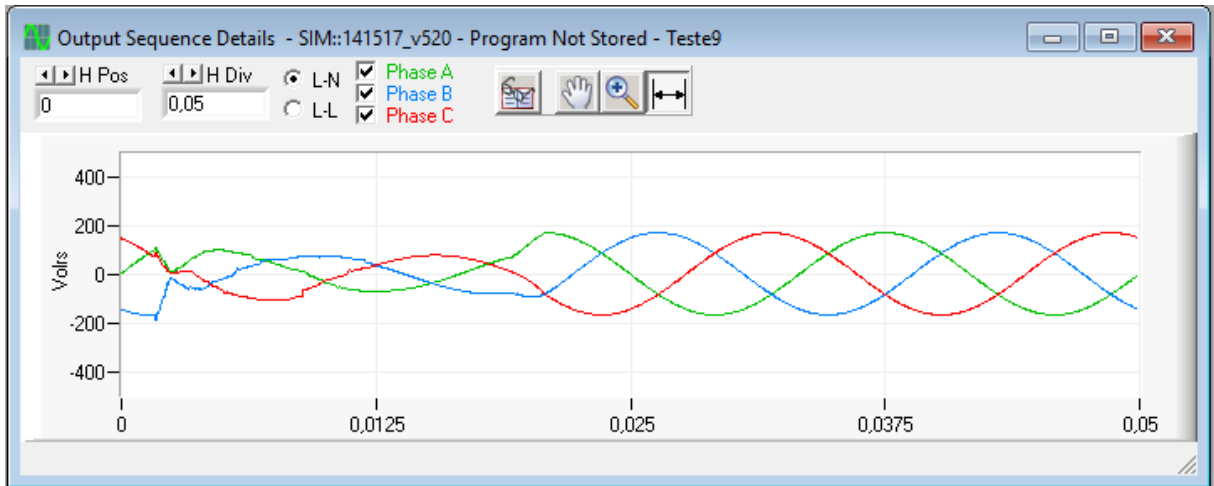 Output Sequence Details - SIM::141517_v520 - Program Not Stored - Teste9
H Pos
H Div
L-N
Phase A
Phase B
0
0,05
L-L
Phase C
400
200
0
-200
-400
Volrs
0
0,0125
0,025
0,0375
0,05